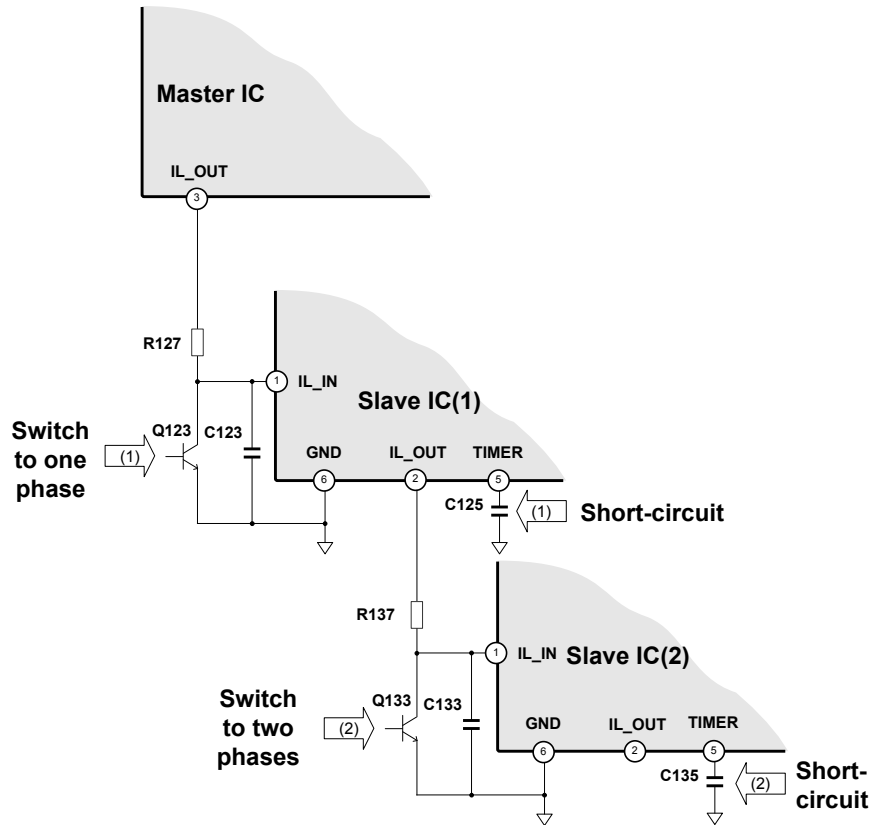 Master IC
IL_OUT
3
R127
1
IL_IN
Slave IC(1)
Switch
to one
phase
(1)
Q123
C123
GND
IL_OUT
TIMER
6
2
5
C125
(1)
Short-circuit
R137
1
IL_IN
Slave IC(2)
Switch
to two
phases
(2)
Q133
C133
GND
IL_OUT
TIMER
6
2
5
C135
(2)
Short-
circuit